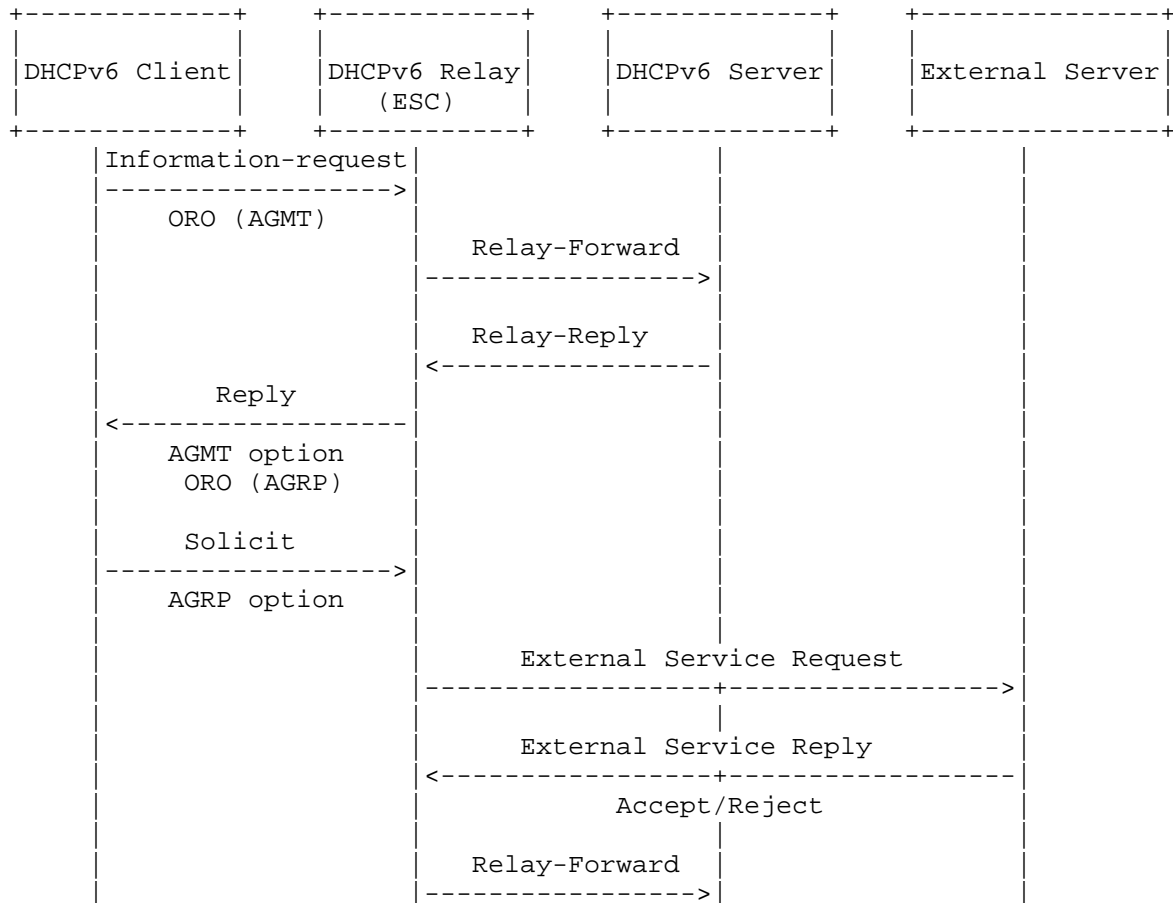 DHCPv6 Client DHCPv6 Relay DHCPv6 Server External Server
(ESC)
Information-request
ORO (AGMT)
Relay-Forward
Relay-Reply
Reply
AGMT option
ORO (AGRP)
Solicit
AGRP option
External Service Request
External Service Reply
Accept/Reject
Relay-Forward